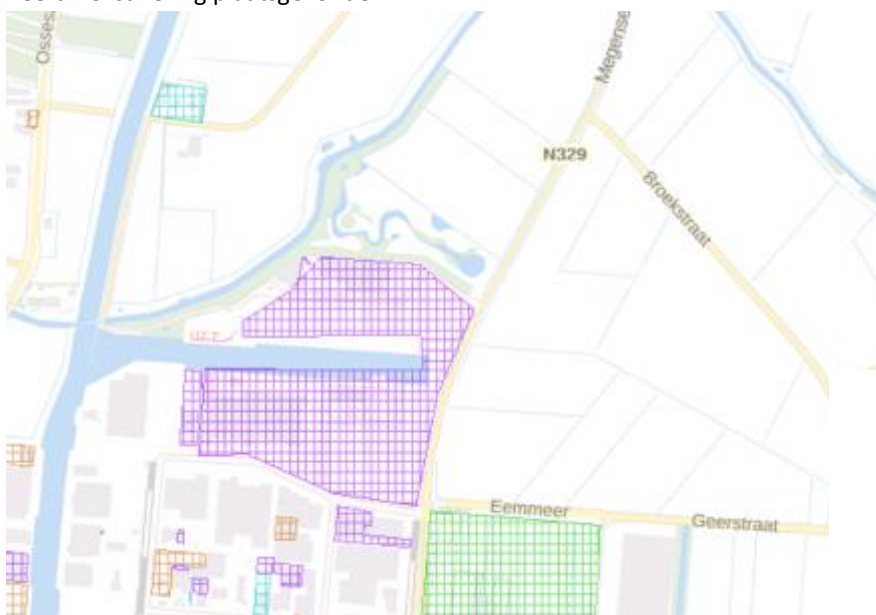 Osses
Megense
N329
Broekstraat
Eemmeer
Geerstraat